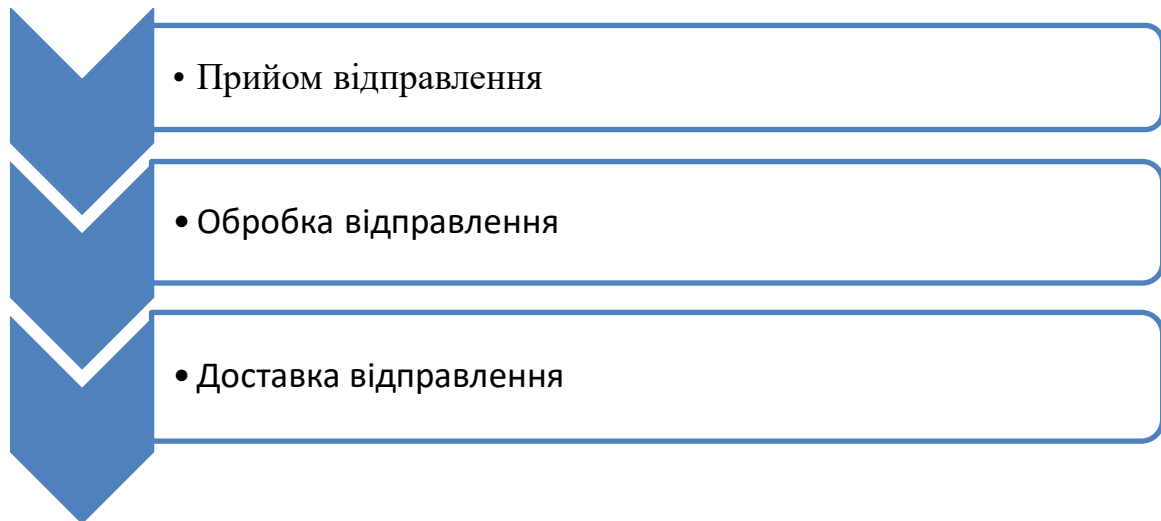 • Прийом відправлення
• Обробка відправлення
• Доставка відправлення